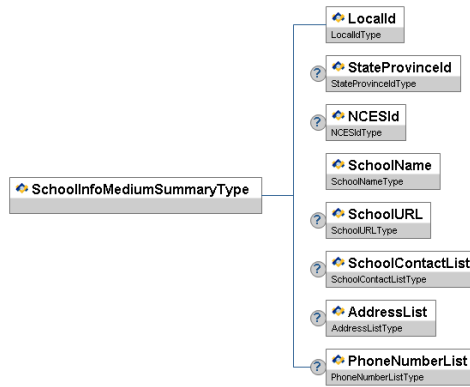 LocalId
LocalIdType
?
StateProvinceId
StateProvinceIdType
?
NCESId
NCESIdType
SchoolInfoMediumSummaryType
SchoolName
SchoolNameType
?
SchoolURL
SchoolURLType
?
SchoolContactList
SchoolContactListType
?
AddressList
AddressListType
?
PhoneNumberList
PhoneNumberListType